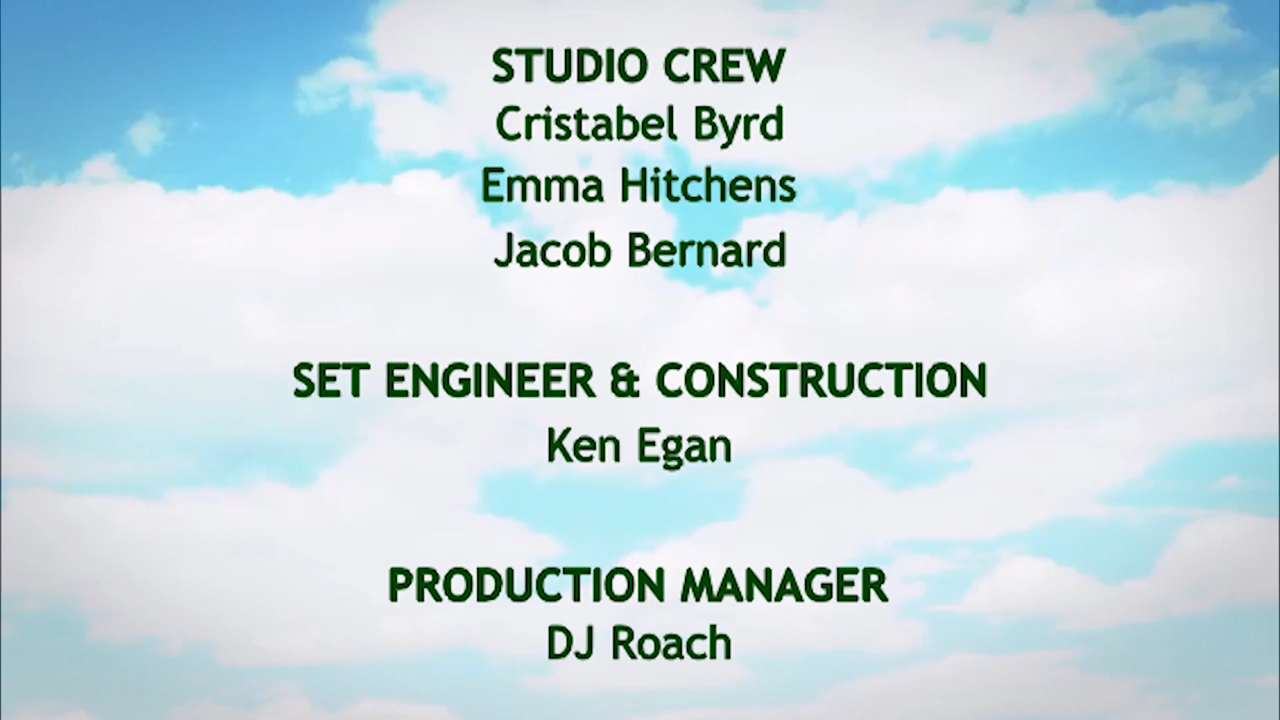 STUDIO CREW
Cristabel Byrd
Emma Hitchens
Jacob Bernard
SET ENGINEER & CONSTRUCTION
Ken Egan
PRODUCTION MANAGER
DJ Roach